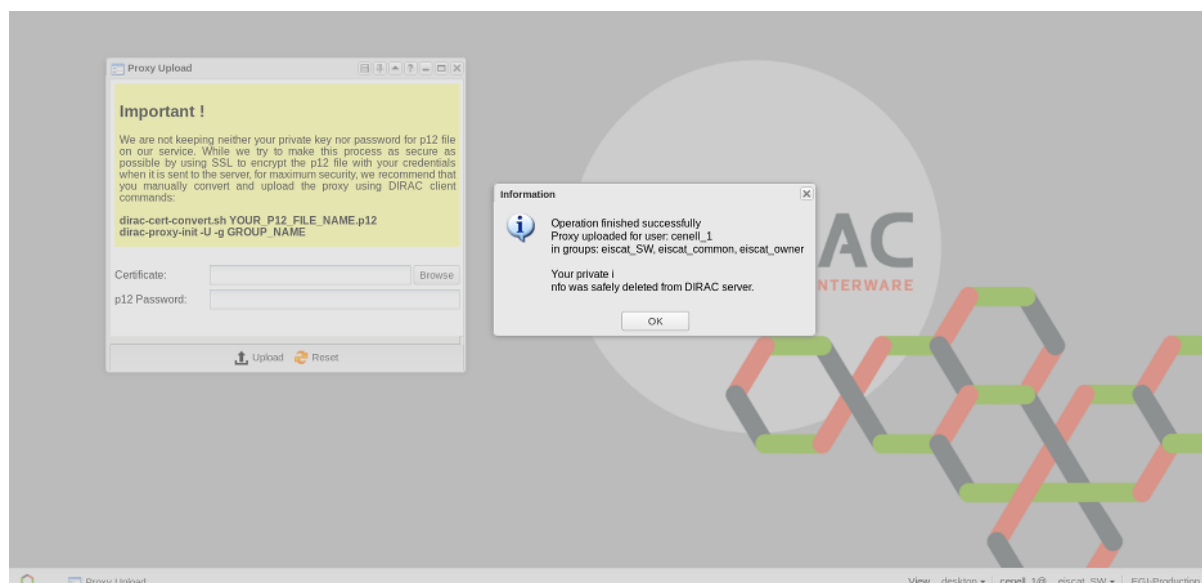 Proxy Upload
Important !
We are not keeping neither your private key nor password for p12 file
on our service. While we try to make this process as secure as
possible by using SSL to encrypt the p12 file with your credentials
when it is sent to the server, for maximum security, we recommend that
you manually convert and upload the proxy using DIRAC client
commands:
dirac-cert-convert.sh YOUR_P12_FILE_NAME.p12
dirac-proxy-init -U -g GROUP_NAME
Certificate:
Browse
p12 Password:
Upload Reset
Information
Operation finished successfully
Proxy uploaded for user: cenell_1
in groups: eiscat_SW, eiscat_common, eiscat_owner
Your private i
nfo was safely deleted from DIRAC server.
OK
AC
NTERWARE
Proxy Upload
View desktop cenell_1@ eiscat_SW EGI-Production